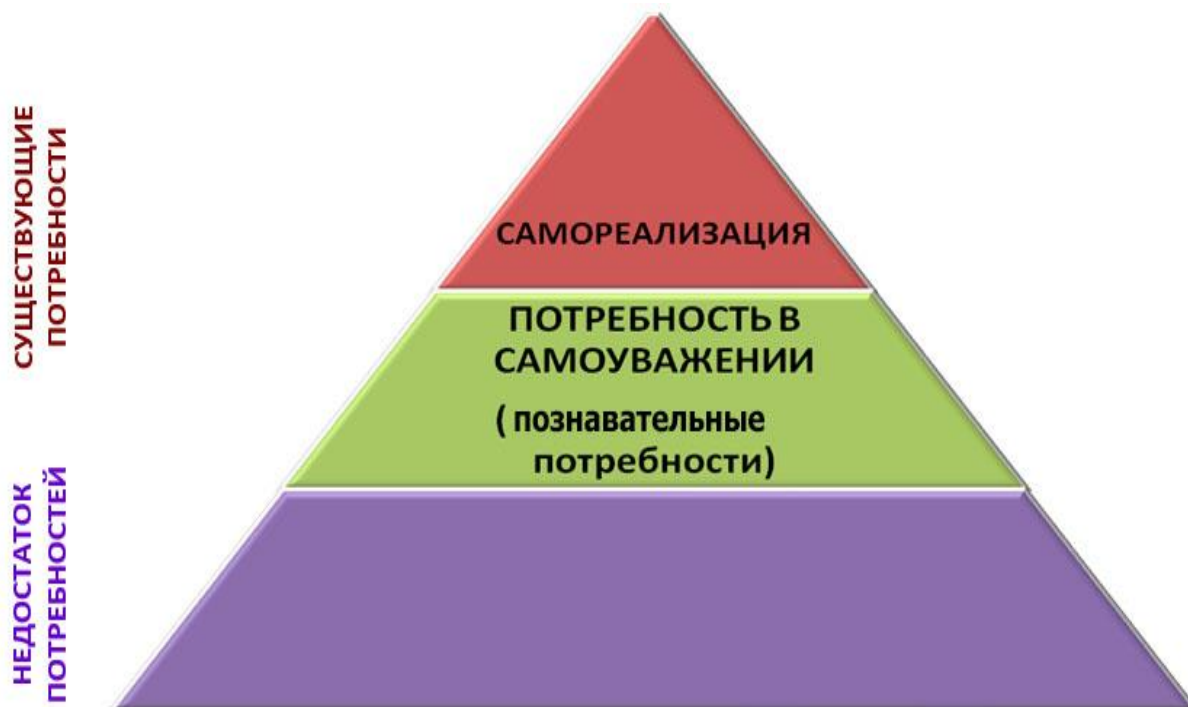 СУЩЕСТВУЮЩИЕ
ПОТРЕБНОСТИ
САМОРЕАЛИЗАЦИЯ
ПОТРЕБНОСТЬ В
САМОУВАЖЕНИИ
( познавательные
потребности)
НЕДОСТАТОК
ПОТРЕБНОСТЕЙ